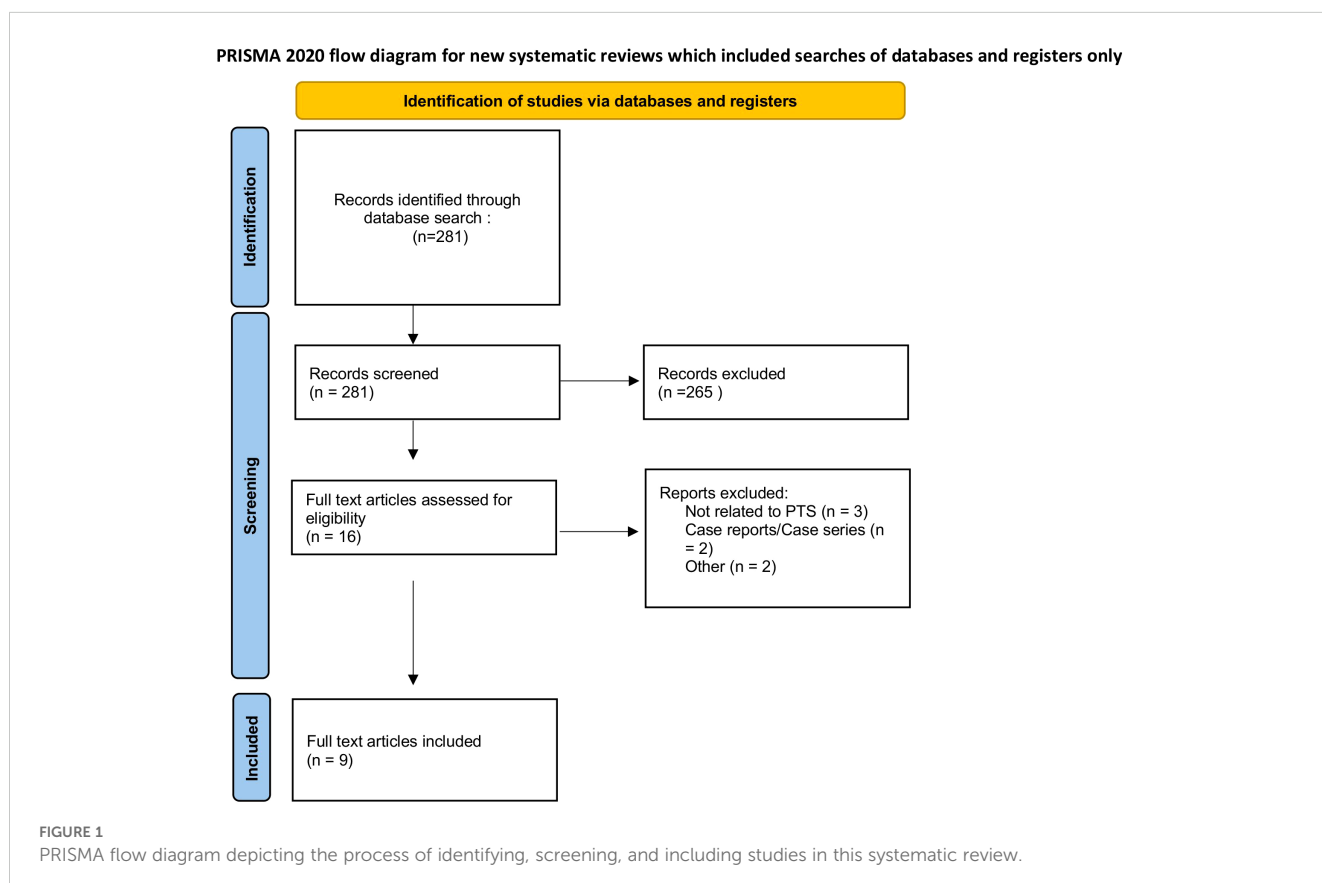 PRISMA 2020 flow diagram for new systematic reviews which included searches of databases and registers only
Identification of studies via databases and registers
Identification
Records identified through
database search :
(n=281)
Screening
Records screened
(n = 281)
Records excluded
(n =265 )
Full text articles assessed for
eligibility
(n = 16)
Reports excluded:
Not related to PTS (n = 3)
Case reports/Case series (n
= 2)
Other (n = 2)
Included
Full text articles included
(n = 9)
FIGURE 1
PRISMA flow diagram depicting the process of identifying, screening, and including studies in this systematic review.